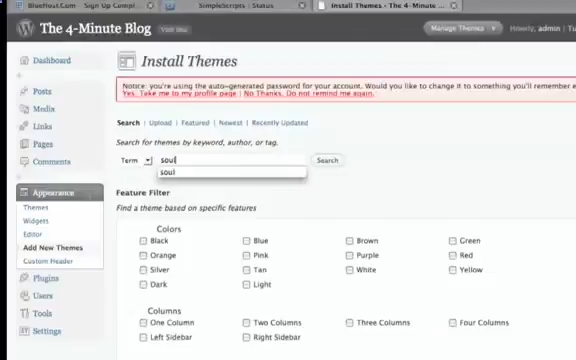 BlueHost.Com - Sign Up Compl...
SimpleScripts | Status
Install Themes ‹ The 4-Minute ...
The 4-Minute Blog
Visit Site
Manage Themes
Howdy, admin | Tu
Dashboard
Posts
Media
Links
Pages
Comments
Appearance
Themes
Widgets
Editor
Add New Themes
Custom Header
Plugins
Users
Tools
Settings
Install Themes
Notice: you're using the auto-generated password for your account. Would you like to change it to something you'll remember e
Yes, Take me to my profile page | No Thanks, Do not remind me again.
Search | Upload | Featured | Newest | Recently Updated
Search for themes by keyword, author, or tag.
Term soul Search
soul
Feature Filter
Find a theme based on specific features
Colors
Black Blue Brown Green
Orange Pink Purple Red
Silver Tan White Yellow
Dark Light
Columns
One Column Two Columns Three Columns Four Columns
Left Sidebar Right Sidebar